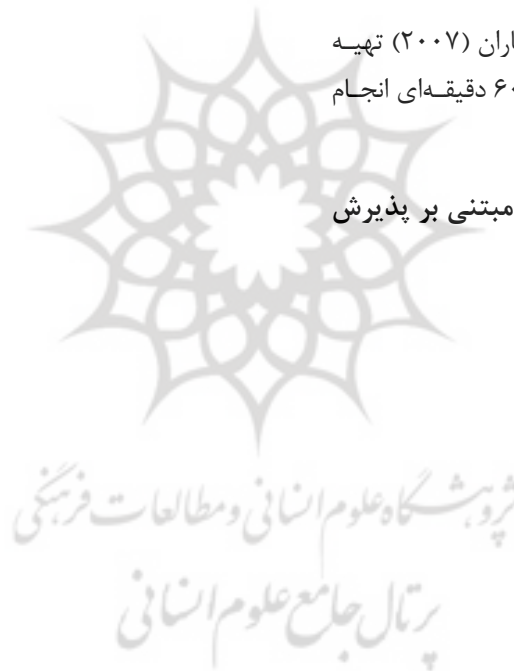 اران (۲۰۰۷) تهیـه
۶۰ دقیقـه‌ای انجـام
مبتنی بر پذیرش
پژوهشگاه علوم انسانی و مطالعات فرهنگی
پرتال جامع علوم انسانی